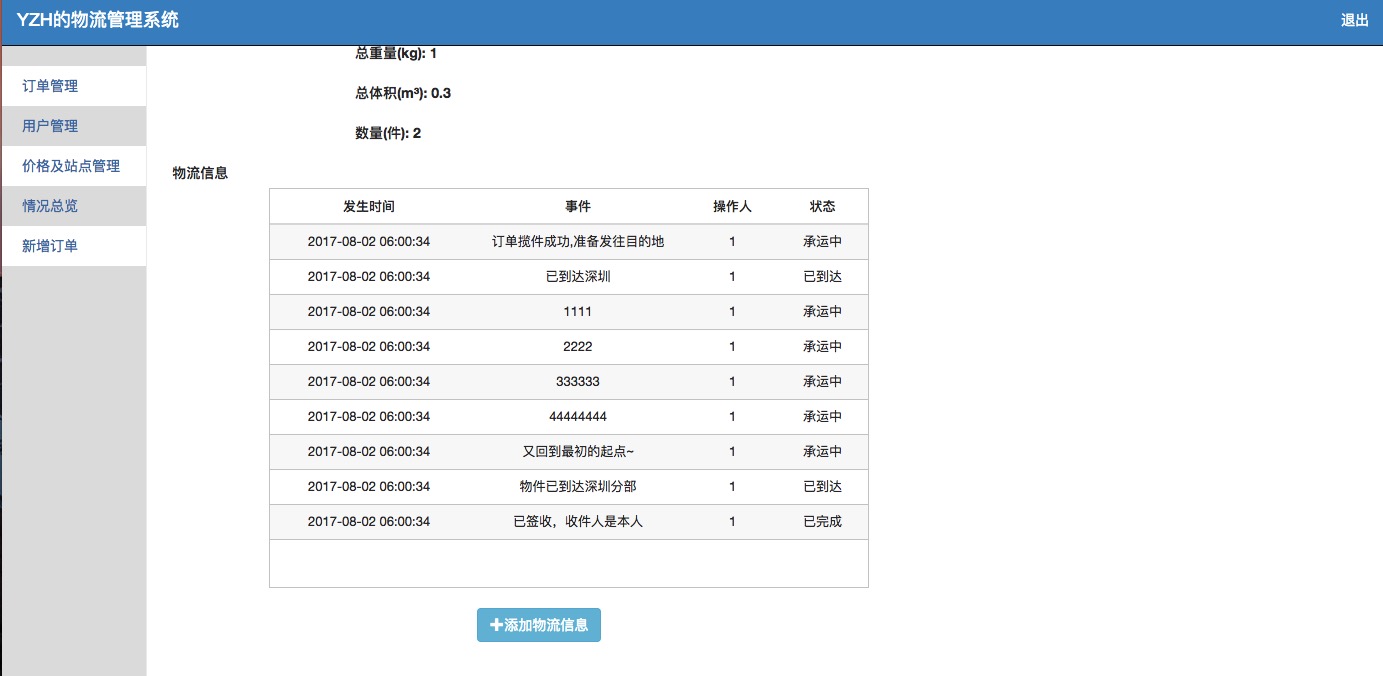 YZH的物流管理系统 退出
总重量(kg): 1
订单管理
总体积(m³): 0.3
用户管理
数量(件): 2
价格及站点管理
物流信息
情况总览
新增订单
发生时间 事件 操作人 状态
2017-08-02 06:00:34 订单揽件成功,准备发往目的地 1 承运中
2017-08-02 06:00:34 已到达深圳 1 已到达
2017-08-02 06:00:34 1111 1 承运中
2017-08-02 06:00:34 2222 1 承运中
2017-08-02 06:00:34 333333 1 承运中
2017-08-02 06:00:34 44444444 1 承运中
2017-08-02 06:00:34 又回到最初的起点~ 1 承运中
2017-08-02 06:00:34 物件已到达深圳分部 1 已到达
2017-08-02 06:00:34 已签收，收件人是本人 1 已完成
添加物流信息